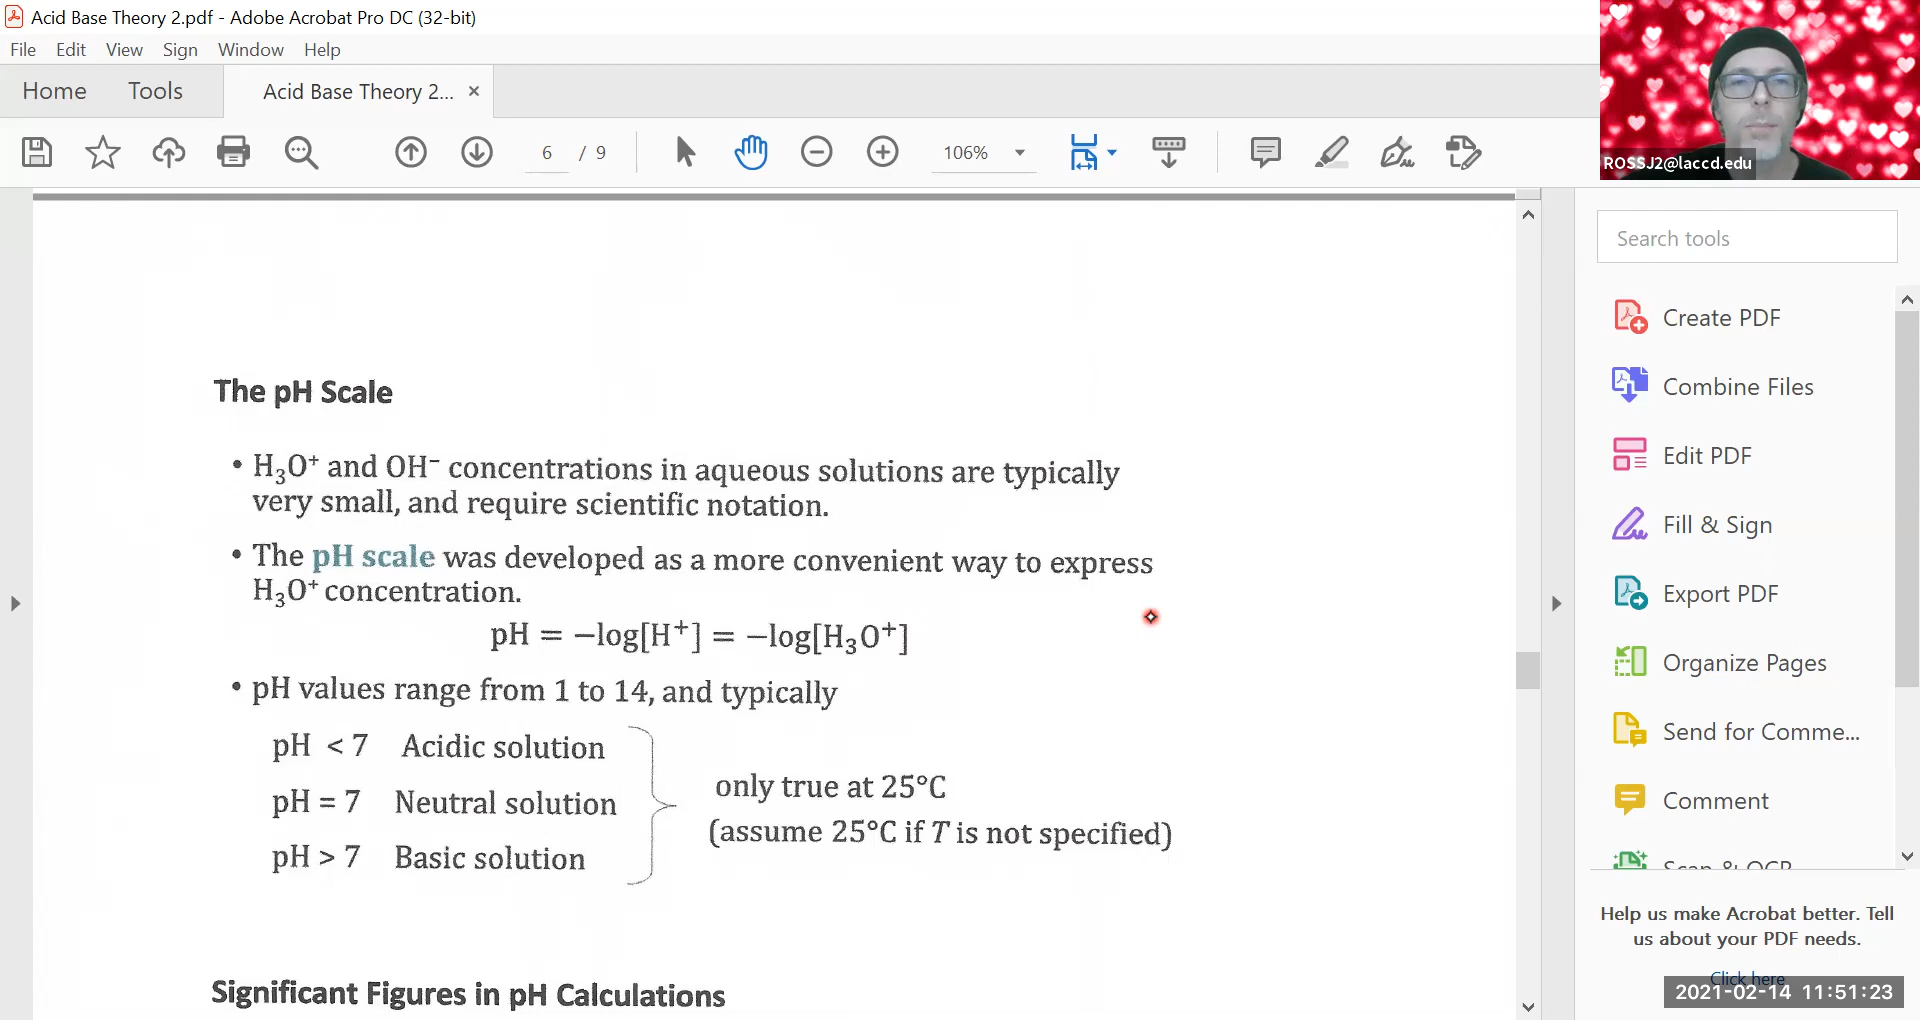 Acid Base Theory 2.pdf - Adobe Acrobat Pro DC (32-bit)
File Edit View Sign Window Help
Home Tools Acid Base Theory 2... ×
6 / 9 106%
ROSSJ2@laccd.edu
The pH Scale
• H₃O⁺ and OH⁻ concentrations in aqueous solutions are typically
very small, and require scientific notation.
• The pH scale was developed as a more convenient way to express
H₃O⁺ concentration.
pH = −log[H⁺] = −log[H₃O⁺]
• pH values range from 1 to 14, and typically
pH < 7 Acidic solution
pH = 7 Neutral solution
pH > 7 Basic solution
only true at 25°C
(assume 25°C if T is not specified)
Significant Figures in pH Calculations
Search tools
Create PDF
Combine Files
Edit PDF
Fill & Sign
Export PDF
Organize Pages
Send for Comme...
Comment
Scan & OCR
Help us make Acrobat better. Tell
us about your PDF needs.
Click here
2021-02-14 11:51:23